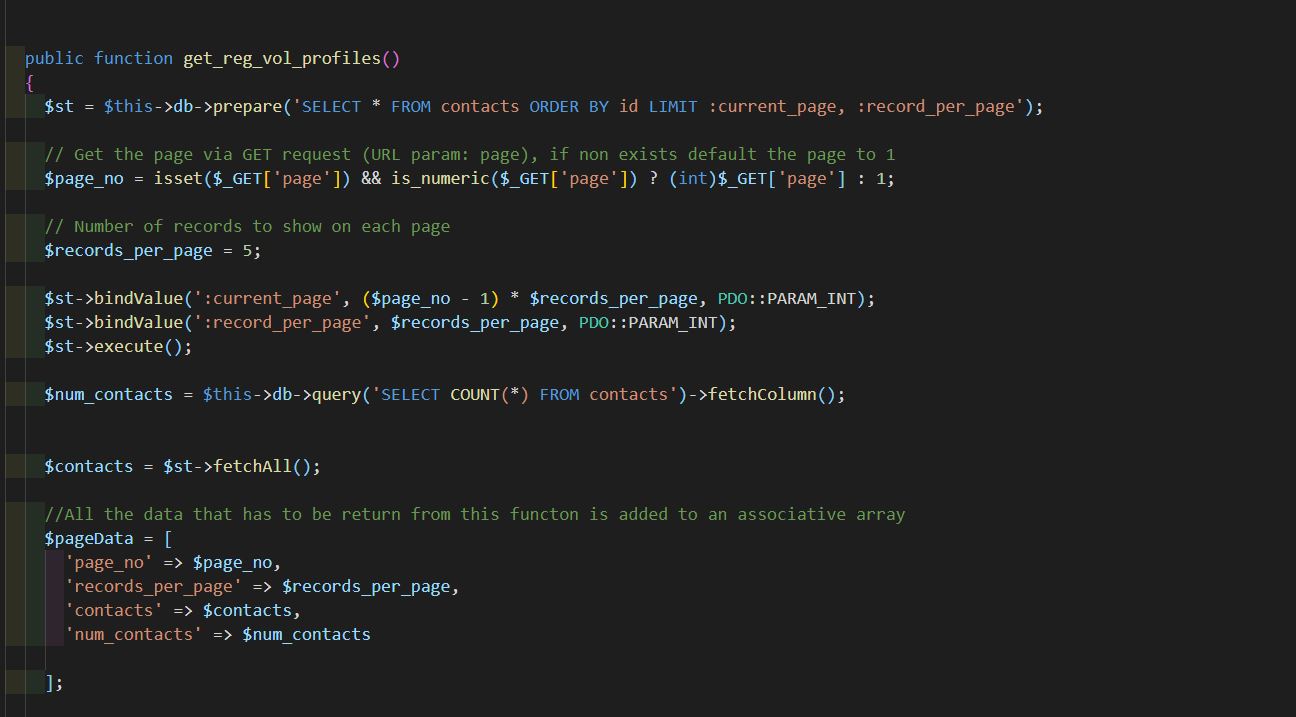 public function get_reg_vol_profiles()
{
$st = $this->db->prepare('SELECT * FROM contacts ORDER BY id LIMIT :current_page, :record_per_page');
// Get the page via GET request (URL param: page), if non exists default the page to 1
$page_no = isset($_GET['page']) && is_numeric($_GET['page']) ? (int)$_GET['page'] : 1;
// Number of records to show on each page
$records_per_page = 5;
$st->bindValue(':current_page', ($page_no - 1) * $records_per_page, PDO::PARAM_INT);
$st->bindValue(':record_per_page', $records_per_page, PDO::PARAM_INT);
$st->execute();
$num_contacts = $this->db->query('SELECT COUNT(*) FROM contacts')->fetchColumn();
$contacts = $st->fetchAll();
//All the data that has to be return from this functon is added to an associative array
$pageData = [
'page_no' => $page_no,
'records_per_page' => $records_per_page,
'contacts' => $contacts,
'num_contacts' => $num_contacts
];